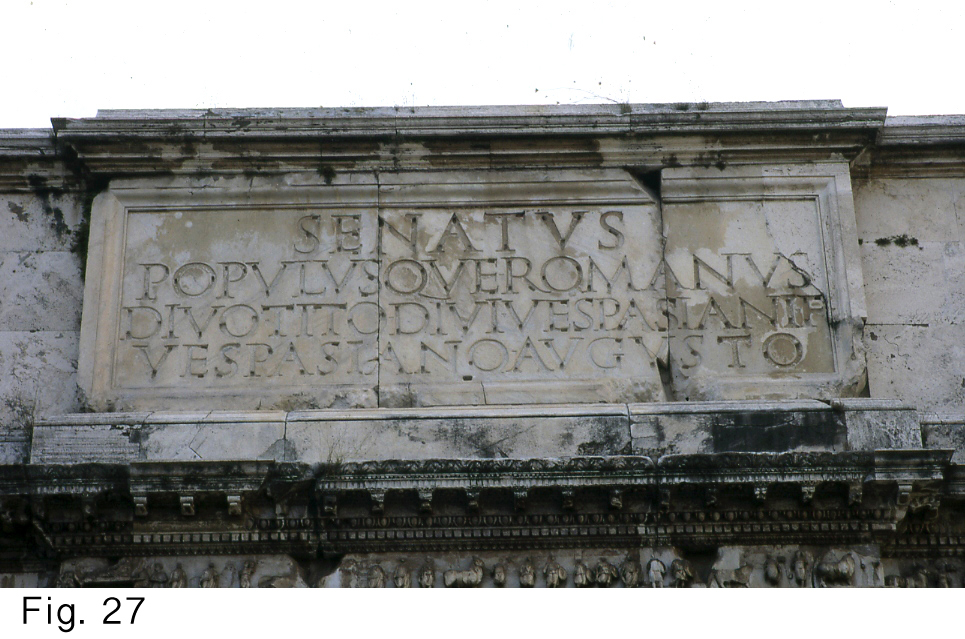 SENATVS
POPVLVSQVEROMANVS
DIVOTITODIVIVESPASIANIF
VESPASIANOAVGVSTO
Fig. 27